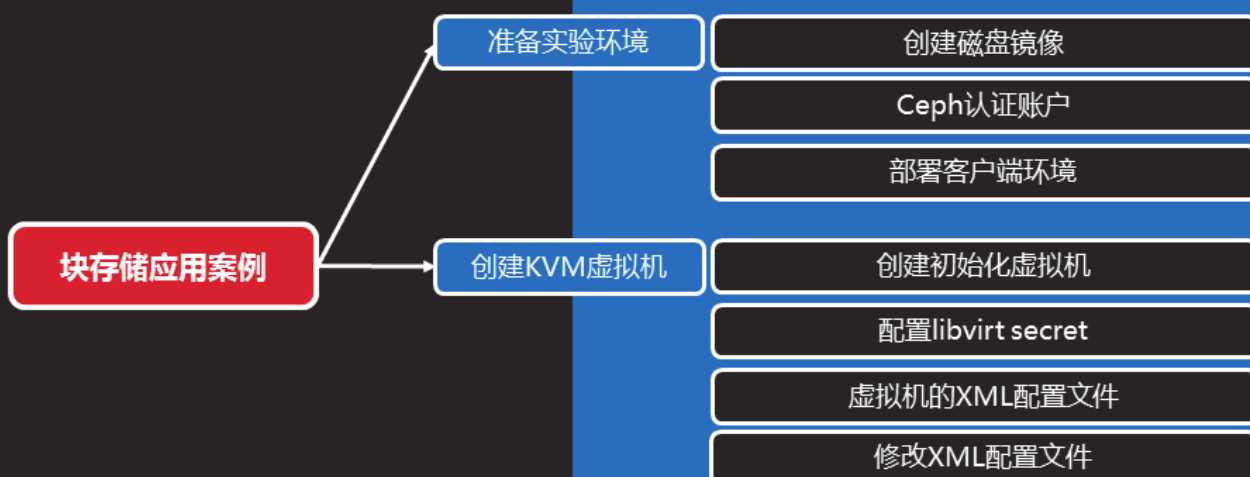 块存储应用案例
准备实验环境
创建磁盘镜像
Ceph认证账户
部署客户端环境
创建KVM虚拟机
创建初始化虚拟机
配置libvirt secret
虚拟机的XML配置文件
修改XML配置文件